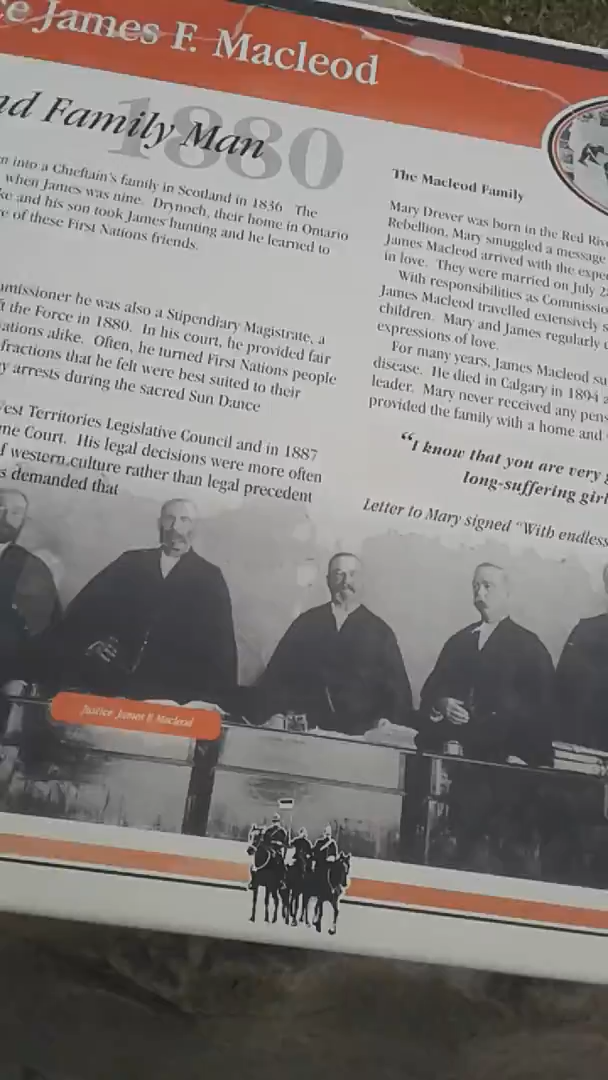 e James F. Macleod
nd Family Man
1880
n into a Chieftain's family in Scotland in 1836 The
when James was nine. Drynoch, their home in Ontario
ke and his son took James hunting and he learned to
e of these First Nations friends.
missioner he was also a Stipendiary Magistrate, a
t the Force in 1880. In his court, he provided fair
ations alike. Often, he turned First Nations people
fractions that he felt were best suited to their
y arrests during the sacred Sun Dance
est Territories Legislative Council and in 1887
me Court. His legal decisions were more often
f western culture rather than legal precedent
s demanded that
The Macleod Family
Mary Drever was born in the Red Riv
Rebellion, Mary smuggled a message
James Macleod arrived with the expe
in love. They were married on July 2
With responsibilities as Commissio
James Macleod travelled extensively s
children. Mary and James regularly
expressions of love.
For many years, James Macleod su
disease. He died in Calgary in 1894 a
leader. Mary never received any pens
provided the family with a home and
"I know that you are very g
long-suffering girl
Letter to Mary signed "With endless
Justice James F. Macleod